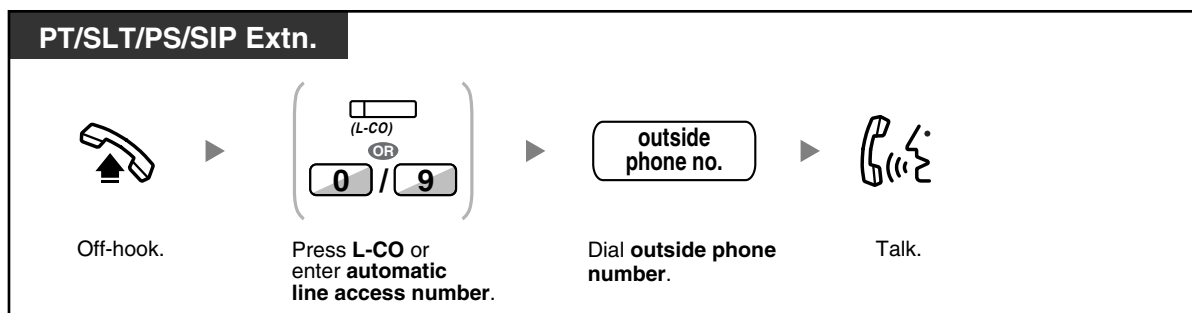 PT/SLT/PS/SIP Extn.
(L-CO)
OR
0 / 9
outside
phone no.
Off-hook.
Press L-CO or
enter automatic
line access number.
Dial outside phone
number.
Talk.